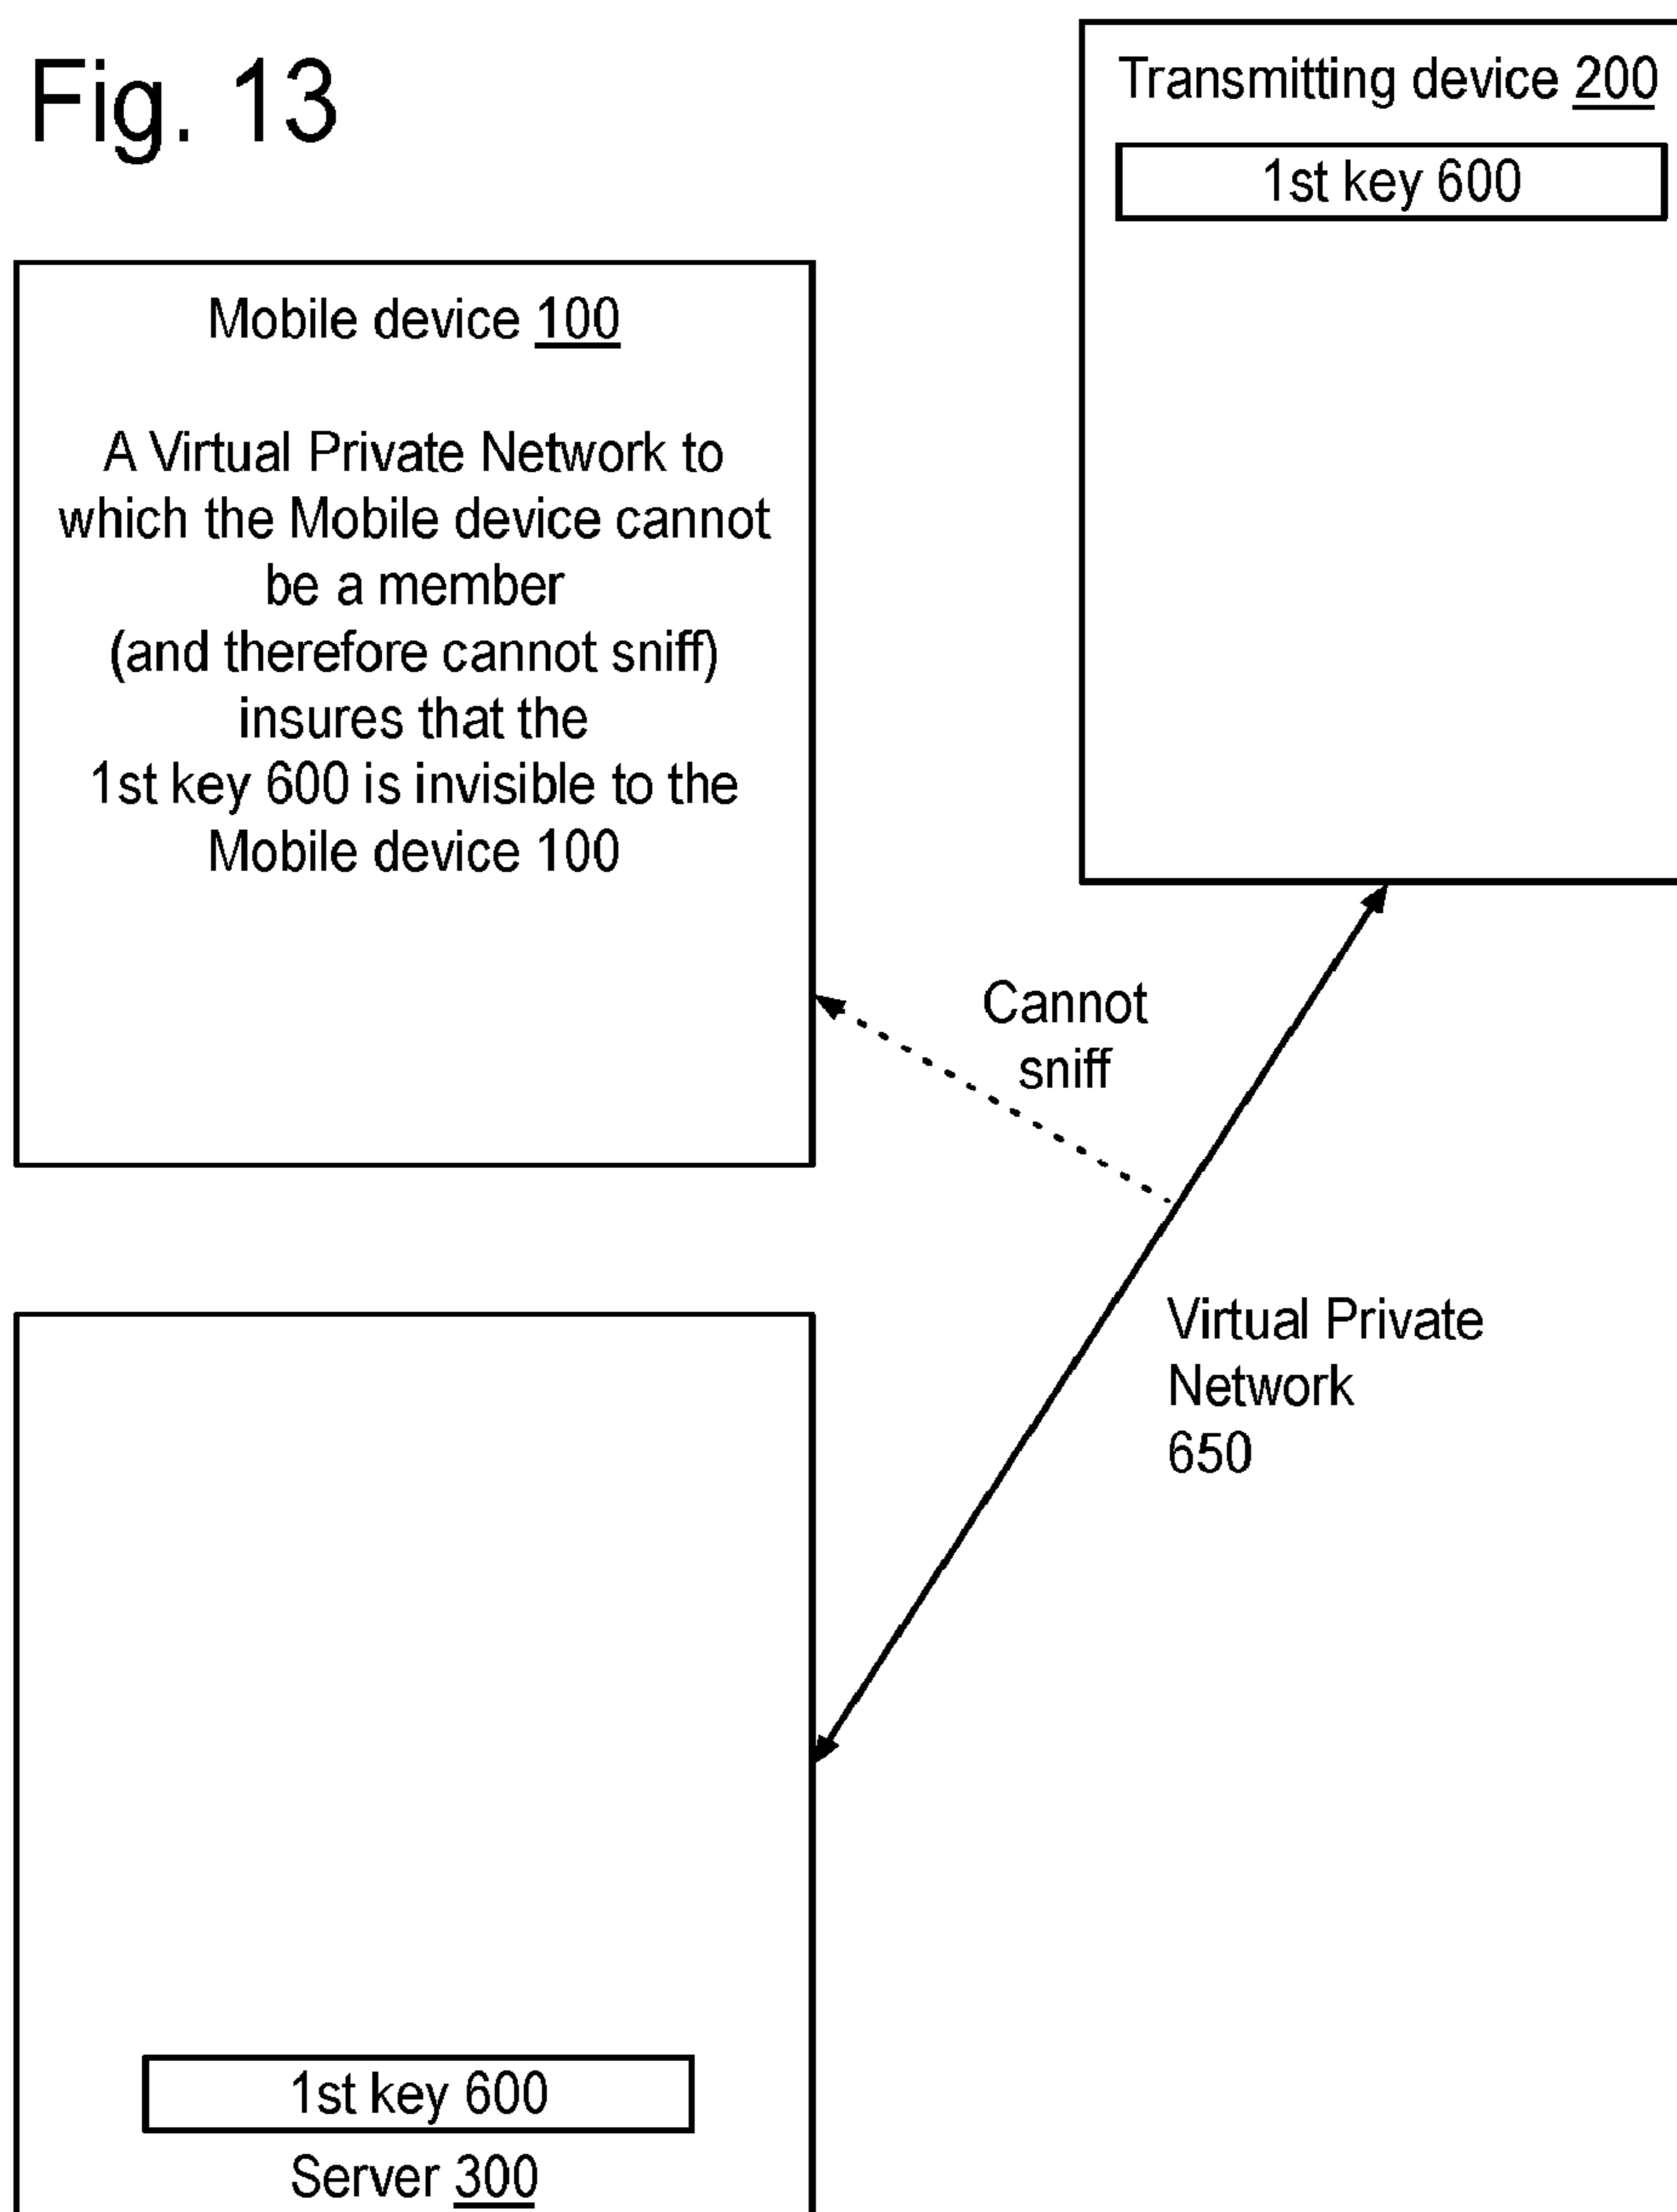 Fig. 13
Transmitting device 200
1st key 600
Mobile device 100
A Virtual Private Network to
which the Mobile device cannot
be a member
(and therefore cannot sniff)
insures that the
1st key 600 is invisible to the
Mobile device 100
Cannot
sniff
Virtual Private
Network
650
1st key 600
Server 300